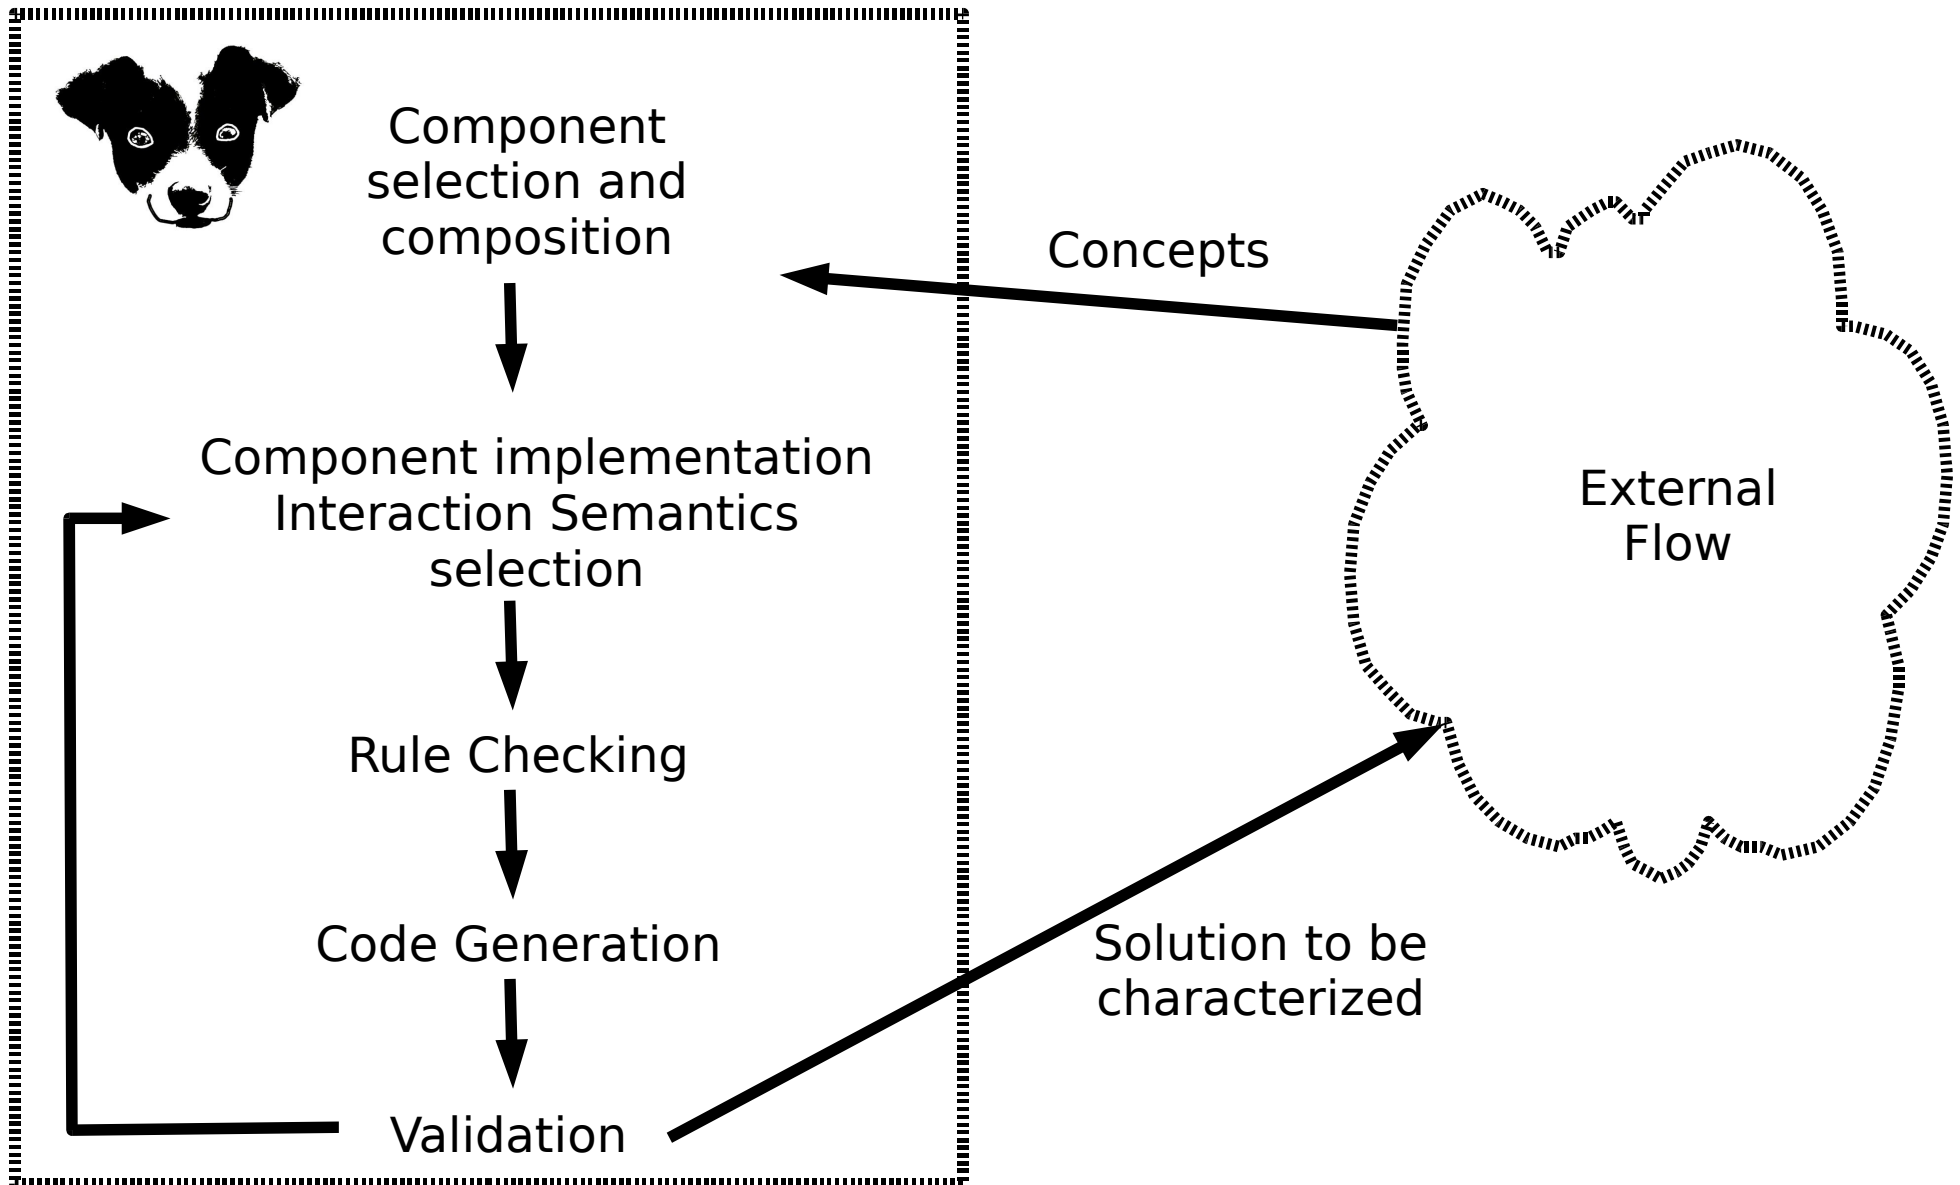 Component
selection and
composition
Concepts
Component implementation
Interaction Semantics
selection
External
Flow
Rule Checking
Code Generation
Solution to be
characterized
Validation